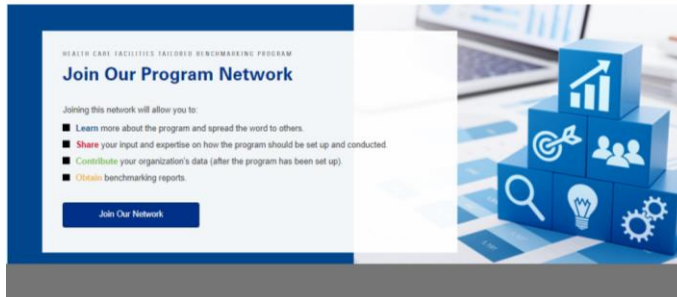 HEALTH CARE FACILITIES TAILORED BENCHMARKING PROGRAM
Join Our Program Network
Joining this network will allow you to:
Learn more about the program and spread the word to others.
Share your input and expertise on how the program should be set up and conducted.
Contribute your organization's data (after the program has been set up).
Obtain benchmarking reports.
Join Our Network